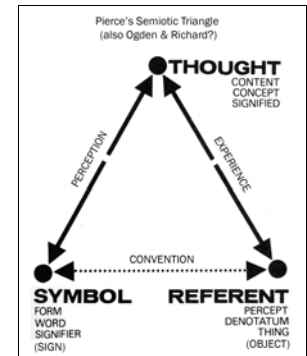 Pierce's Semiotic Triangle
(also Ogden & Richard?)
THOUGHT
CONTENT
CONCEPT
SIGNIFIED
PERCEPTION
EXPERIENCE
CONVENTION
SYMBOL
FORM
WORD
SIGNIFIER
(SIGN)
REFERENT
PERCEPT
DENOTATUM
THING
(OBJECT)